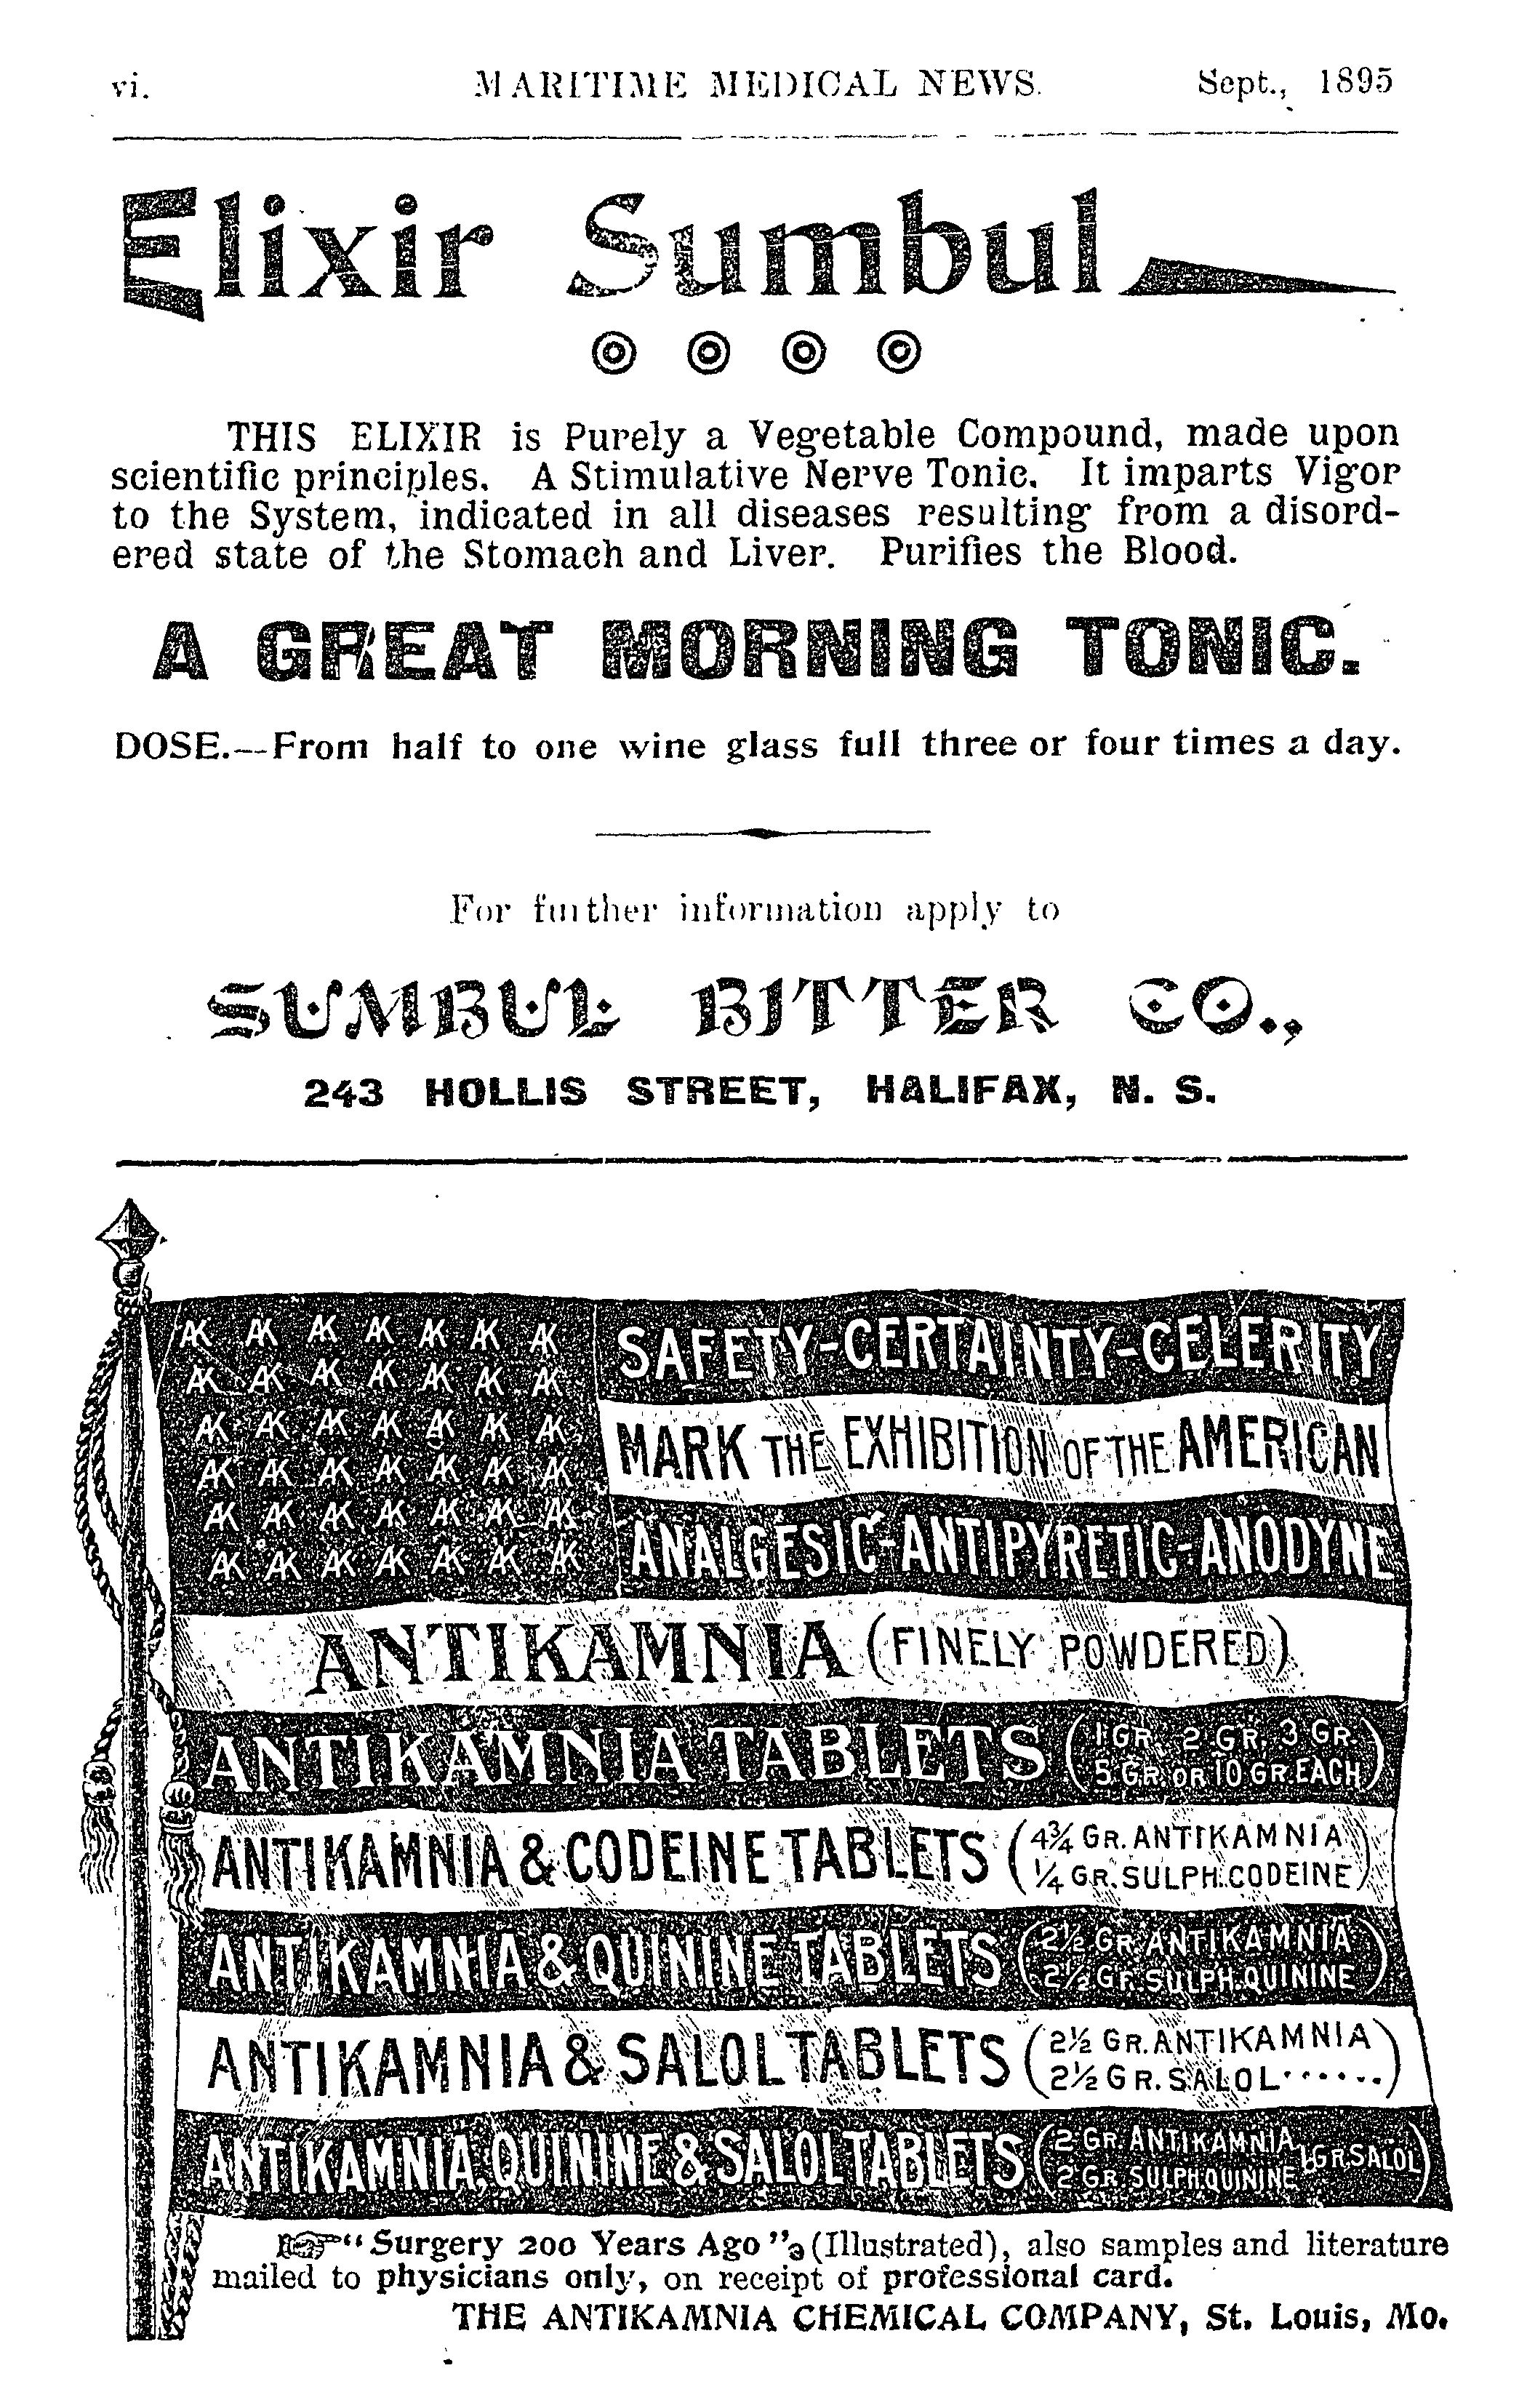 vi. MARITIME MEDICAL NEWS. Sept., 1895
Elixir Sumbul
THIS ELIXIR is Purely a Vegetable Compound, made upon
scientific principles. A Stimulative Nerve Tonic. It imparts Vigor
to the System, indicated in all diseases resulting from a disord-
ered state of the Stomach and Liver. Purifies the Blood.
A GREAT MORNING TONIC.
DOSE.—From half to one wine glass full three or four times a day.
For further information apply to
SUMBUL BITTER CO.,
243 HOLLIS STREET, HALIFAX, N. S.
AK AK AK AK AK AK AK
AK AK AK AK AK AK AK
AK AK AK AK AK AK AK
AK AK AK AK AK AK AK
AK AK AK AK AK AK AK
AK AK AK AK AK AK AK
SAFETY-CERTAINTY-CELERITY
MARK THE EXHIBITION OF THE AMERICAN
ANALGESIC-ANTIPYRETIC-ANODYNE
ANTIKAMNIA (FINELY POWDERED)
ANTIKAMNIA TABLETS (1 GR. 2 GR. 3 GR.
5 GR. OR 10 GR. EACH)
ANTIKAMNIA & CODEINE TABLETS (4¾ GR. ANTIKAMNIA
¼ GR. SULPH. CODEINE)
ANTIKAMNIA & QUININE TABLETS (2½ GR. ANTIKAMNIA
2½ GR. SULPH. QUININE)
ANTIKAMNIA & SALOL TABLETS (2½ GR. ANTIKAMNIA
2½ GR. SALOL......)
ANTIKAMNIA, QUININE & SALOL TABLETS (2 GR. ANTIKAMNIA
2 GR. SULPH. QUININE 1 GR. SALOL)
☞"Surgery 200 Years Ago" (Illustrated), also samples and literature
mailed to physicians only, on receipt of professional card.
THE ANTIKAMNIA CHEMICAL COMPANY, St. Louis, Mo.